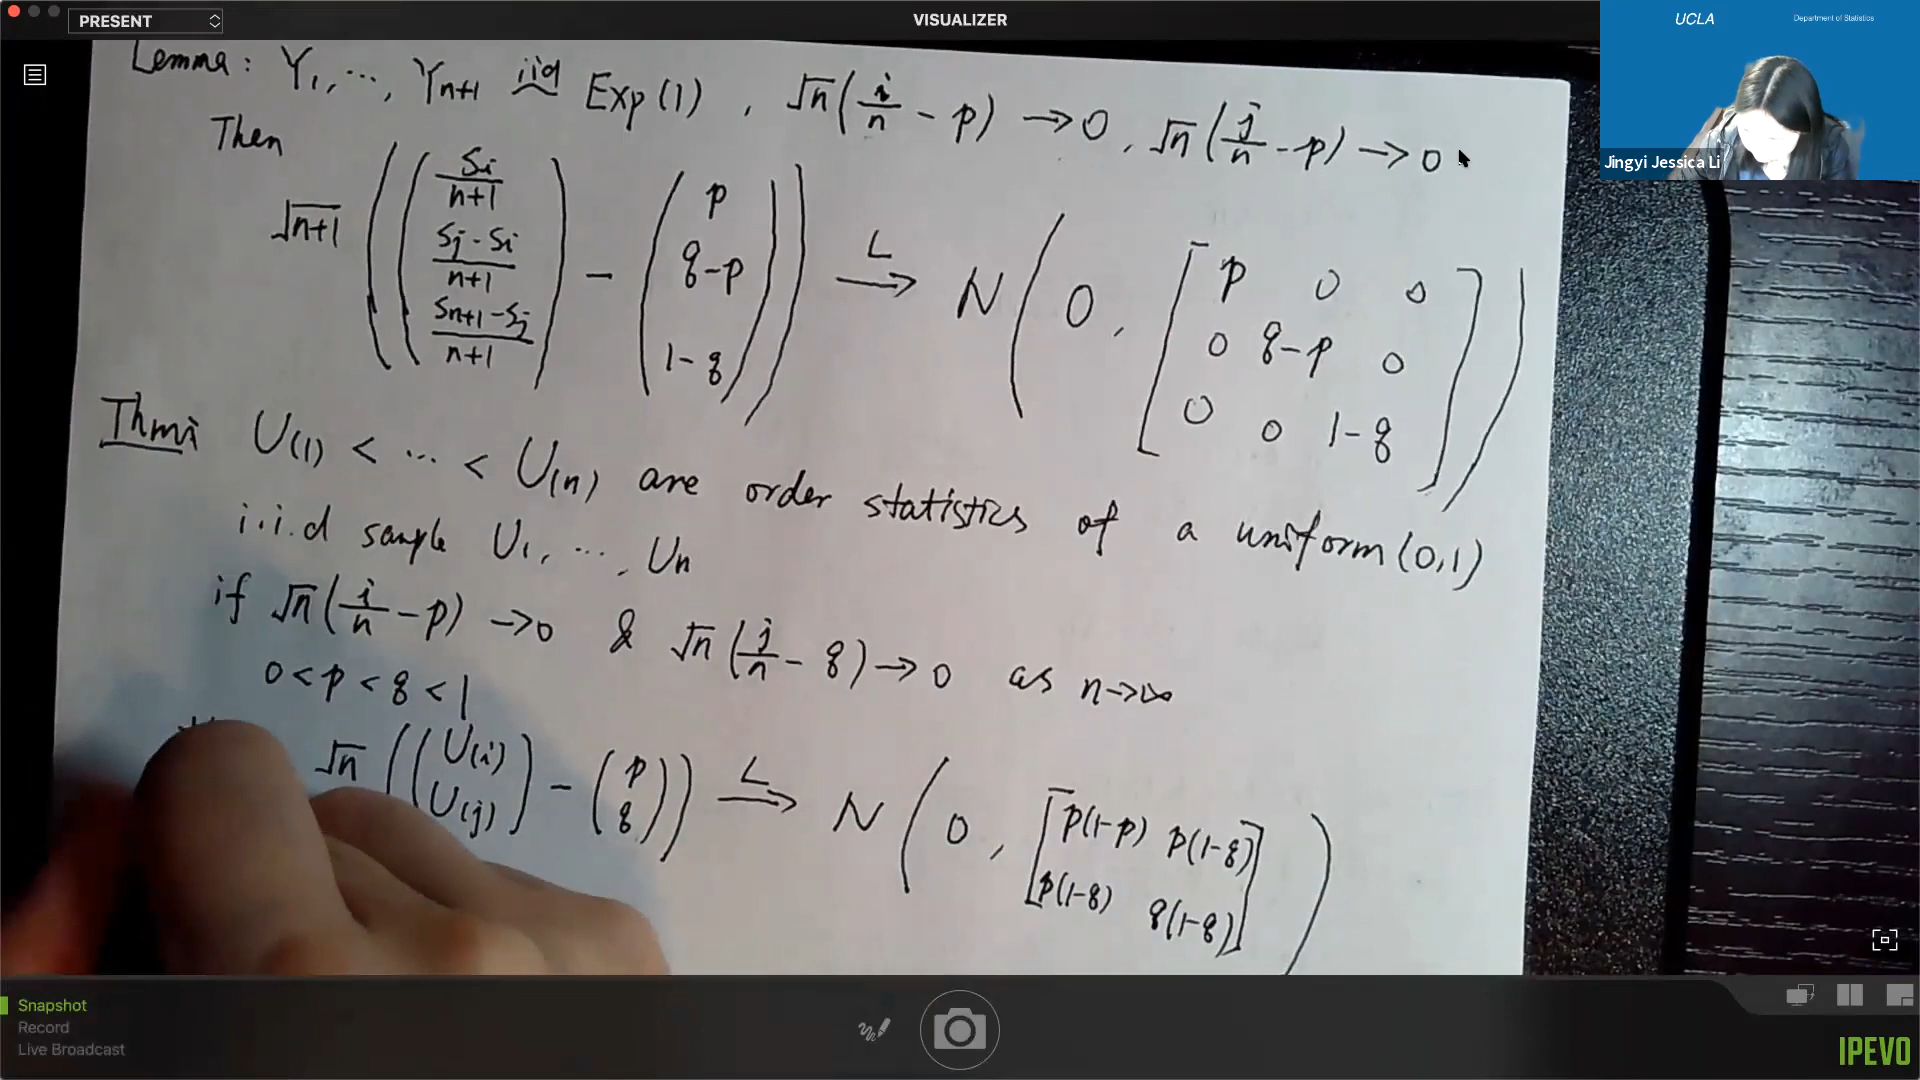 PRESENT
VISUALIZER
UCLA
Department of Statistics
Jingyi Jessica Li
Lemma: Y₁, ..., Yn+1 iid~ Exp(1), √n(i/n - p) → 0, √n(j/n - p) → 0
Then
√n+1 ( ( Si/n+1
Sj-Si/n+1
Sn+1-Sj/n+1 ) - ( p
q-p
1-q ) ) →L N( 0, [ p 0 0
0 q-p 0
0 0 1-q ] )
Thm: U(1) < ... < U(n) are order statistics of a uniform(0,1)
i.i.d sample U₁, ..., Un
if √n(i/n - p) → 0 & √n(j/n - q) → 0 as n→∞
0 < p < q < 1
√n ( ( U(i)
U(j) ) - ( p
q ) ) →L N( 0, [ p(1-p) p(1-q)
p(1-q) q(1-q) ] )
Snapshot
Record
Live Broadcast
IPEVO